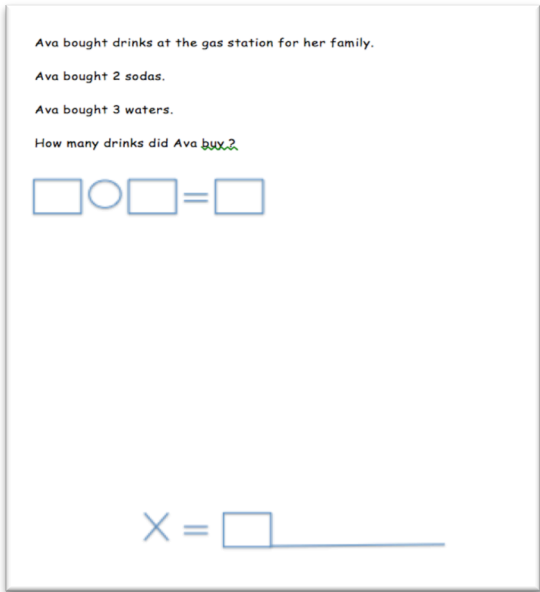 Ava bought drinks at the gas station for her family.
Ava bought 2 sodas.
Ava bought 3 waters.
How many drinks did Ava buy ?
=
X =